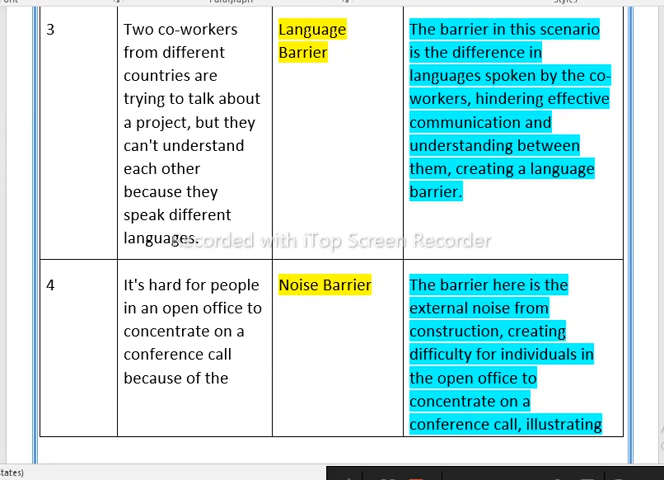 Paragraph
Styles
3
Two co-workers
from different
countries are
trying to talk about
a project, but they
can't understand
each other
because they
speak different
languages.
Language
Barrier
The barrier in this scenario
is the difference in
languages spoken by the co-
workers, hindering effective
communication and
understanding between
them, creating a language
barrier.
Recorded with iTop Screen Recorder
4
It's hard for people
in an open office to
concentrate on a
conference call
because of the
Noise Barrier
The barrier here is the
external noise from
construction, creating
difficulty for individuals in
the open office to
concentrate on a
conference call, illustrating
tates)